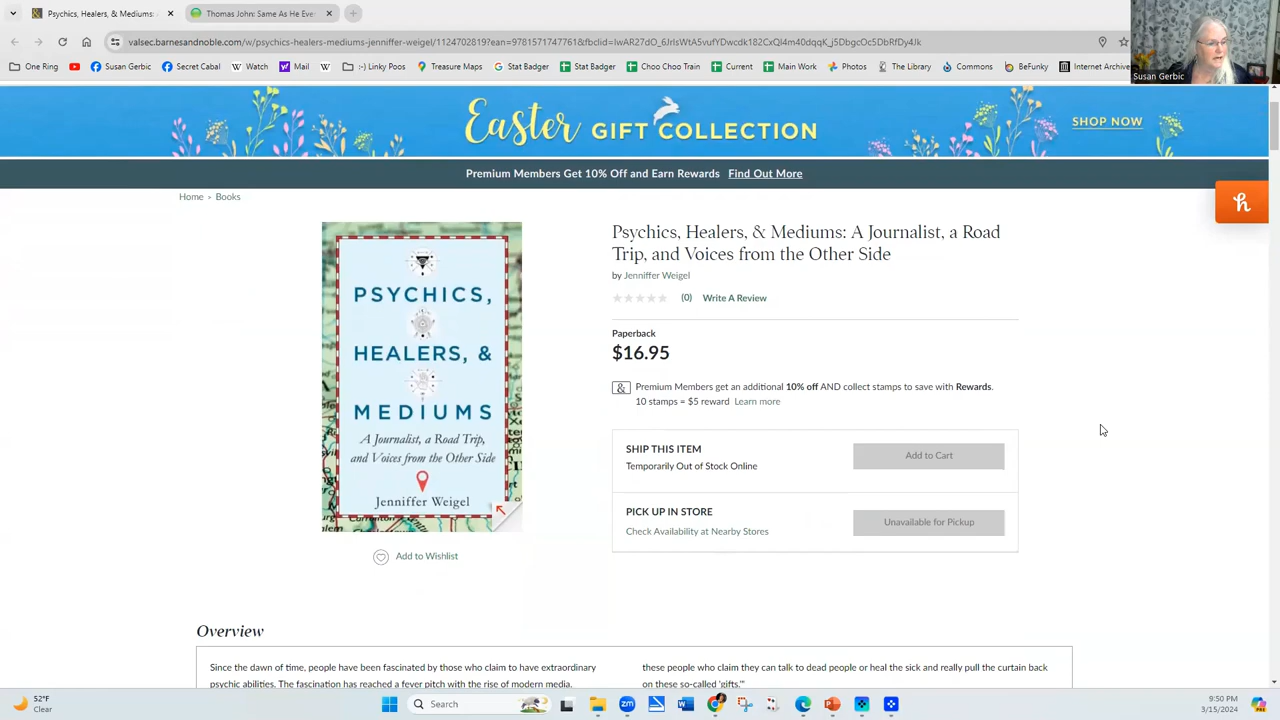 Psychics, Healers, & Mediums: A
Thomas John: Same As He Eve
valsec.barnesandnoble.com/w/psychics-healers-mediums-jenniffer-weigel/1124702819?ean=9781571747761&fbclid=IwAR27dO_6JrIsWtA5vufYDwcdk182CxQI4m40dqqK_j5DbgcOc5DbRfDy4Jk
One Ring
Susan Gerbic
Secret Cabal
Watch
Mail
:-) Linky Poos
Treasure Maps
Stat Badger
Stat Badger
Choo Choo Train
Current
Main Work
Photos
The Library
Commons
BeFunky
Internet Archive
Susan Gerbic
Easter GIFT COLLECTION
SHOP NOW
Premium Members Get 10% Off and Earn Rewards Find Out More
Home > Books
PSYCHICS,
HEALERS, &
MEDIUMS
A Journalist, a Road Trip,
and Voices from the Other Side
Jenniffer Weigel
Add to Wishlist
Psychics, Healers, & Mediums: A Journalist, a Road
Trip, and Voices from the Other Side
by Jenniffer Weigel
(0) Write A Review
Paperback
$16.95
& Premium Members get an additional 10% off AND collect stamps to save with Rewards.
10 stamps = $5 reward Learn more
SHIP THIS ITEM
Temporarily Out of Stock Online
Add to Cart
PICK UP IN STORE
Check Availability at Nearby Stores
Unavailable for Pickup
Overview
Since the dawn of time, people have been fascinated by those who claim to have extraordinary
psychic abilities. The fascination has reached a fever pitch with the rise of modern media.
these people who claim they can talk to dead people or heal the sick and really pull the curtain back
on these so-called 'gifts.'"
52°F
Clear
Search
9:50 PM
3/15/2024